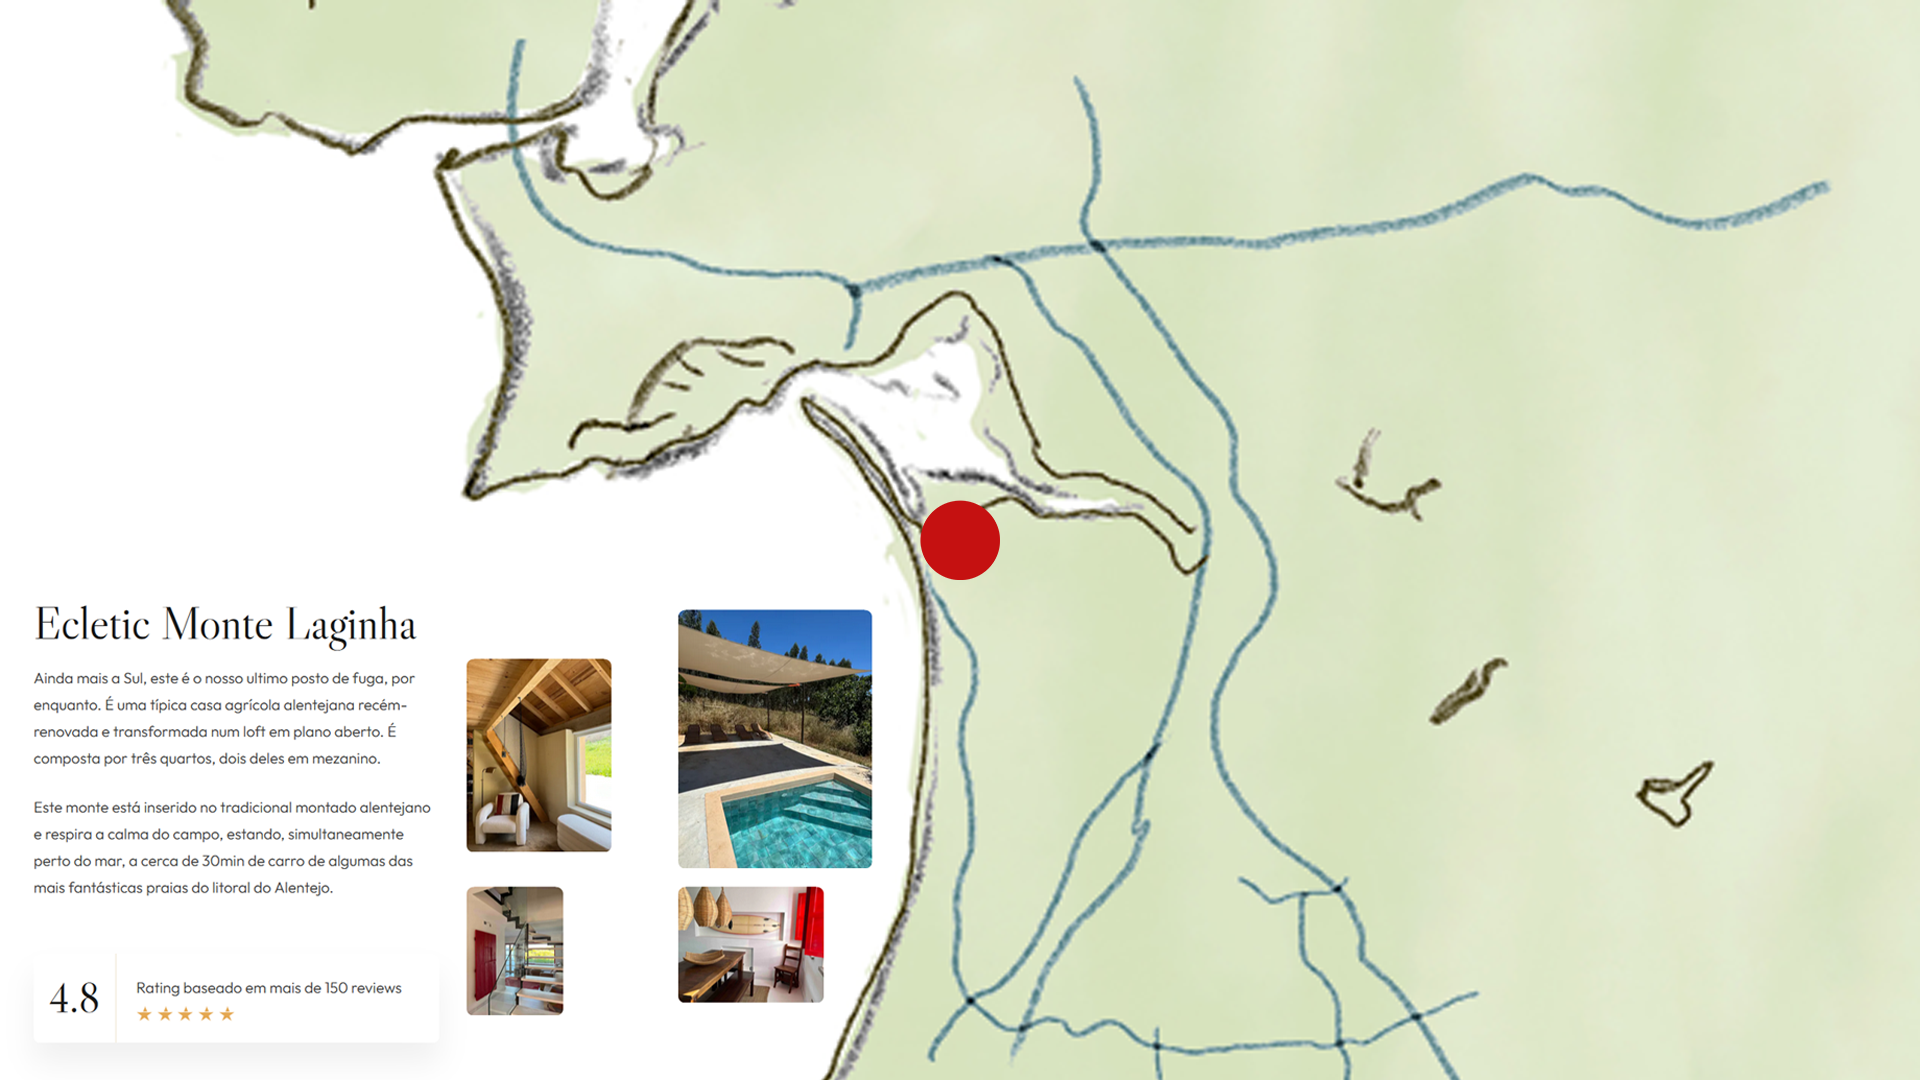 Ecletic Monte Laginha
Ainda mais a Sul, este é o nosso ultimo posto de fuga, por
enquanto. É uma típica casa agrícola alentejana recém-
renovada e transformada num loft em plano aberto. É
composta por três quartos, dois deles em mezanino.
Este monte está inserido no tradicional montado alentejano
e respira a calma do campo, estando, simultaneamente
perto do mar, a cerca de 30min de carro de algumas das
mais fantásticas praias do litoral do Alentejo.
4.8
Rating baseado em mais de 150 reviews